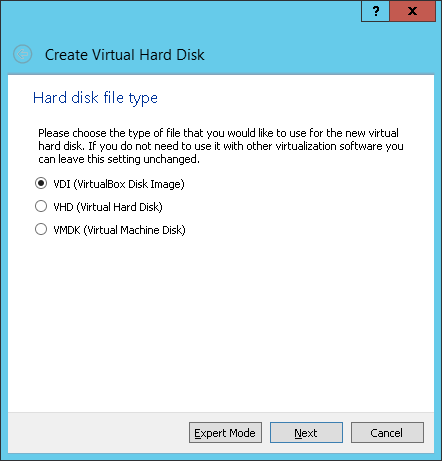 ? x
Create Virtual Hard Disk
Hard disk file type
Please choose the type of file that you would like to use for the new virtual
hard disk. If you do not need to use it with other virtualization software you
can leave this setting unchanged.
VDI (VirtualBox Disk Image)
VHD (Virtual Hard Disk)
VMDK (Virtual Machine Disk)
Expert Mode Next Cancel